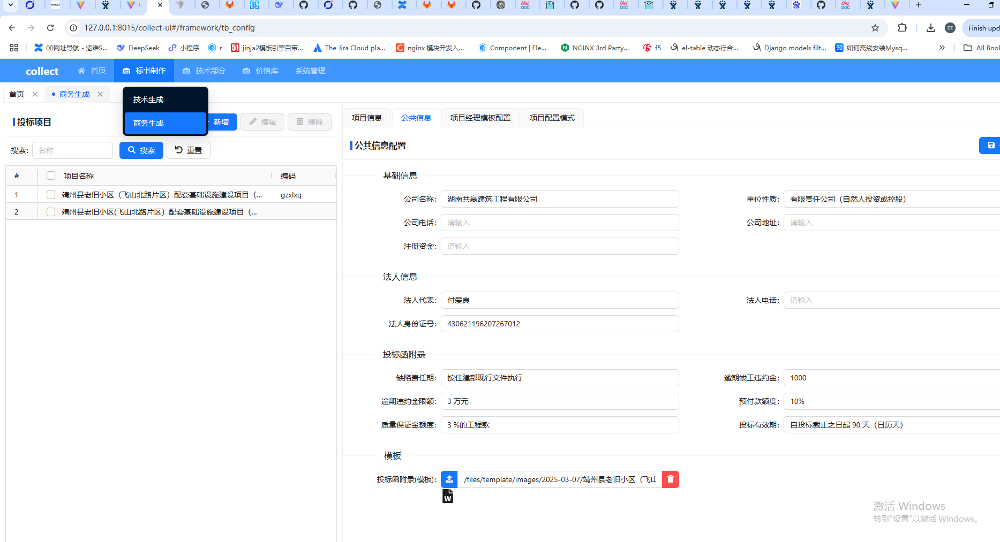 127.0.0.1:8015/collect-ui#/framework/tb_config
ZZ
Finish upd
00网址导航 - 运维S...
DeepSeek
小程序
r
jinja2模板引擎自带...
The Jira Cloud pla...
nginx 模块开发入...
Component | Ele...
NGINX 3rd Party...
f5
el-table 动态行合...
Django models filt...
如何离线安装Mysq...
All Book
collect
首页
标书制作
技术部分
价格库
系统管理
首页
商务生成
技术生成
商务生成
投标项目
新增
编辑
删除
搜索:
名称
搜索
重置
# 项目名称 编码
1 靖州县老旧小区（飞山北路片区）配套基础设施建设项目（... gzxlxq
2 靖州县老旧小区(飞山北路片区）配套基础设施建设项目（...
项目信息
公共信息
项目经理模板配置
项目配置模式
公共信息配置
基础信息
公司名称: 湖南共赢建筑工程有限公司
单位性质: 有限责任公司（自然人投资或控股）
公司电话: 请输入
公司地址: 请输入
注册资金: 请输入
法人信息
法人代表: 付爱良
法人电话: 请输入
法人身份证号: 430621196207267012
投标函附录
缺陷责任期: 按住建部现行文件执行
逾期竣工违约金: 1000
逾期违约金限额: 3 万元
预付款额度: 10%
质量保证金额度: 3 %的工程款
投标有效期: 自投标截止之日起 90 天（日历天）
模板
投标函附录(模板): /files/template/images/2025-03-07/靖州县老旧小区（飞山
W
激活 Windows
转到"设置"以激活 Windows。